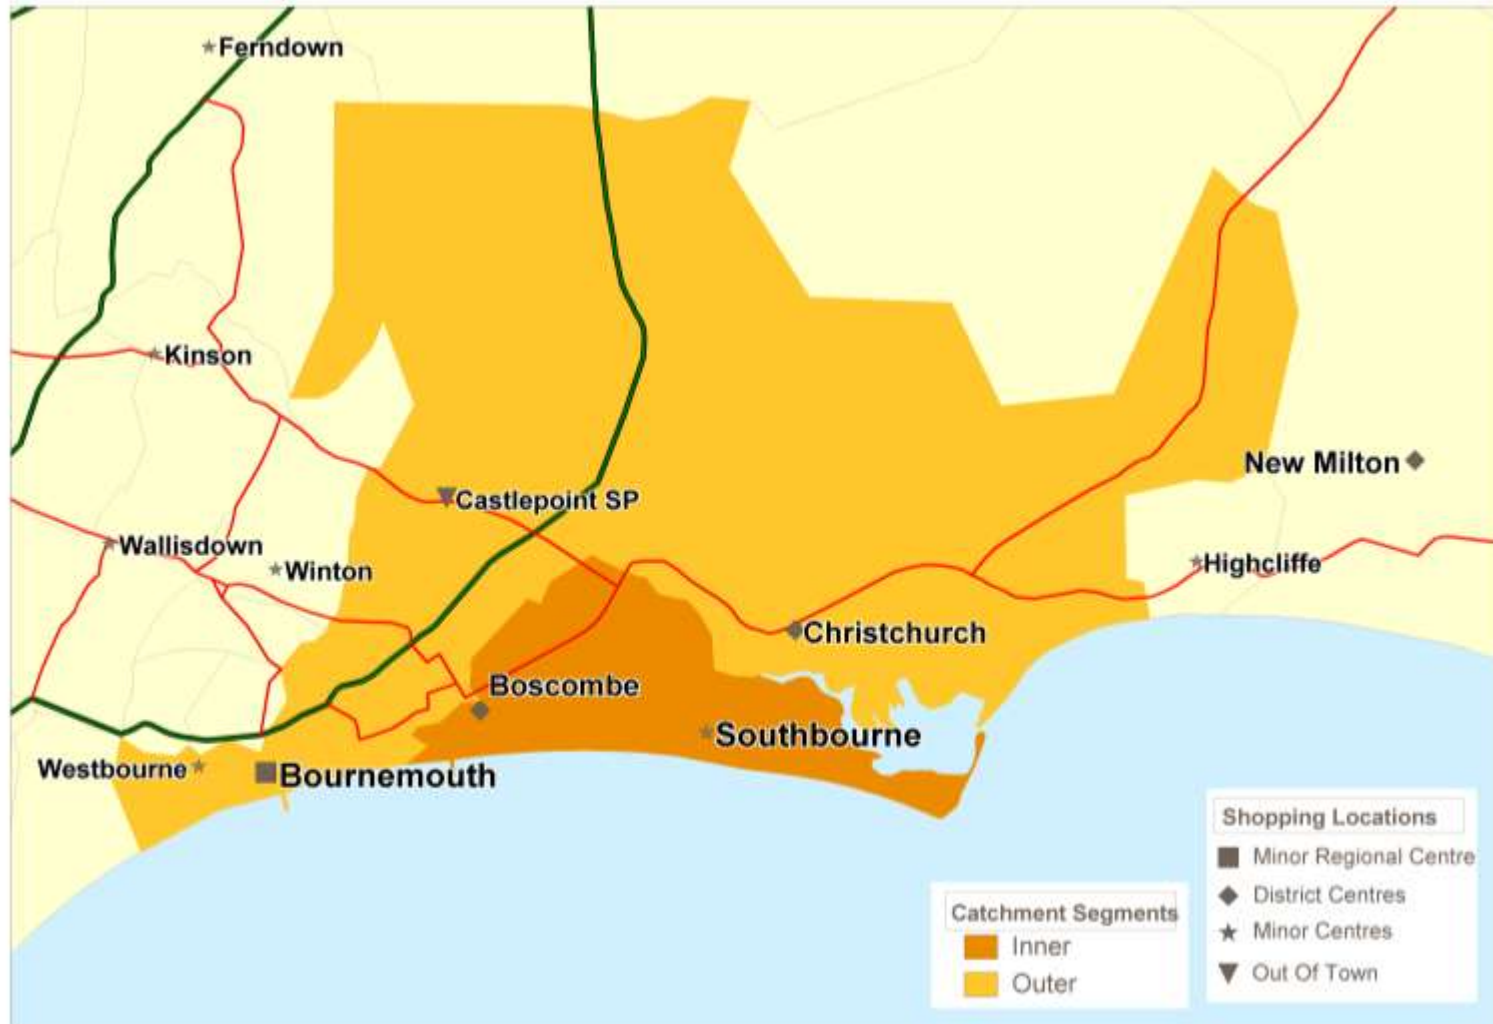 Ferndown
Kinson
New Milton
Castlepoint SP
Wallisdown
Winton
Highcliffe
Christchurch
Boscombe
Southbourne
Westbourne
Bournemouth
Shopping Locations
Minor Regional Centre
District Centres
Minor Centres
Out Of Town
Catchment Segments
Inner
Outer